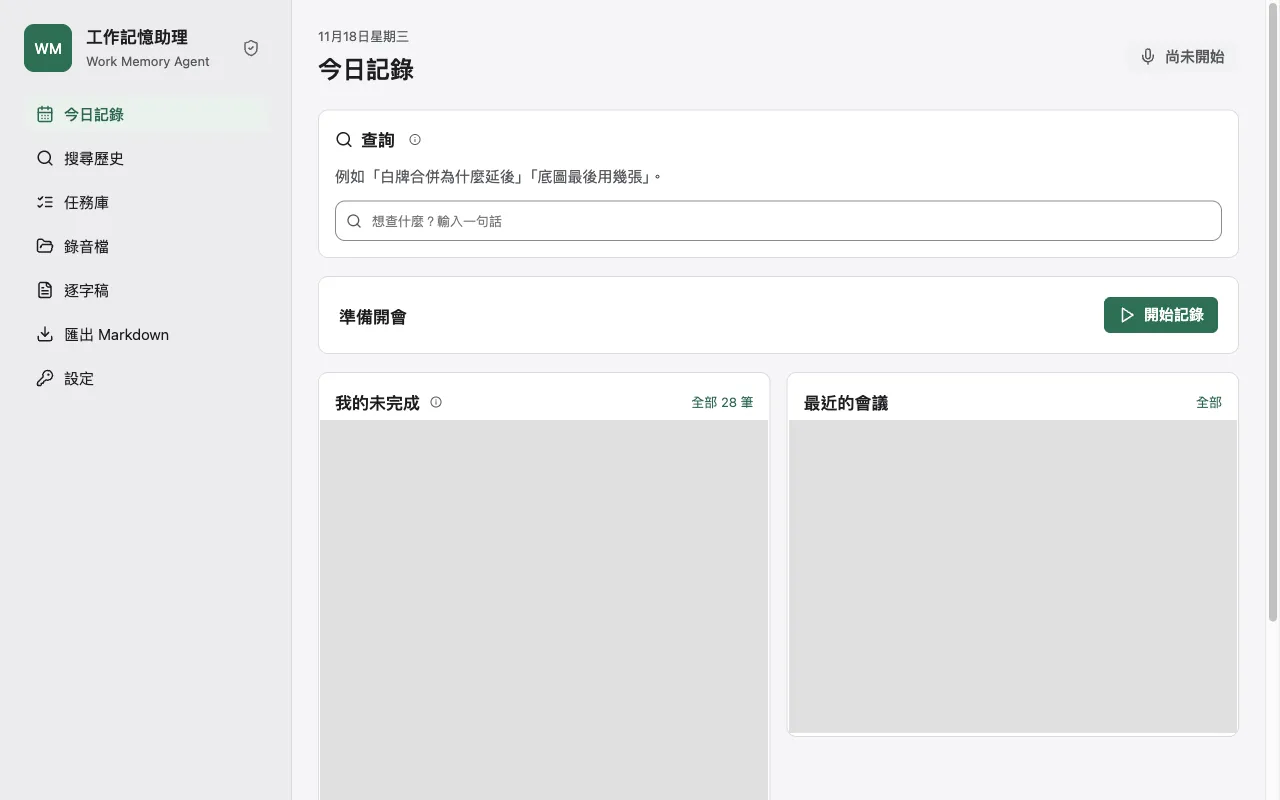 WM
工作記憶助理
Work Memory Agent
今日記錄
搜尋歷史
任務庫
錄音檔
逐字稿
匯出 Markdown
設定
11月18日星期三
今日記錄
尚未開始
查詢
例如「白牌合併為什麼延後」「底圖最後用幾張」。
想查什麼？輸入一句話
準備開會
開始記錄
我的未完成
全部 28 筆
最近的會議
全部